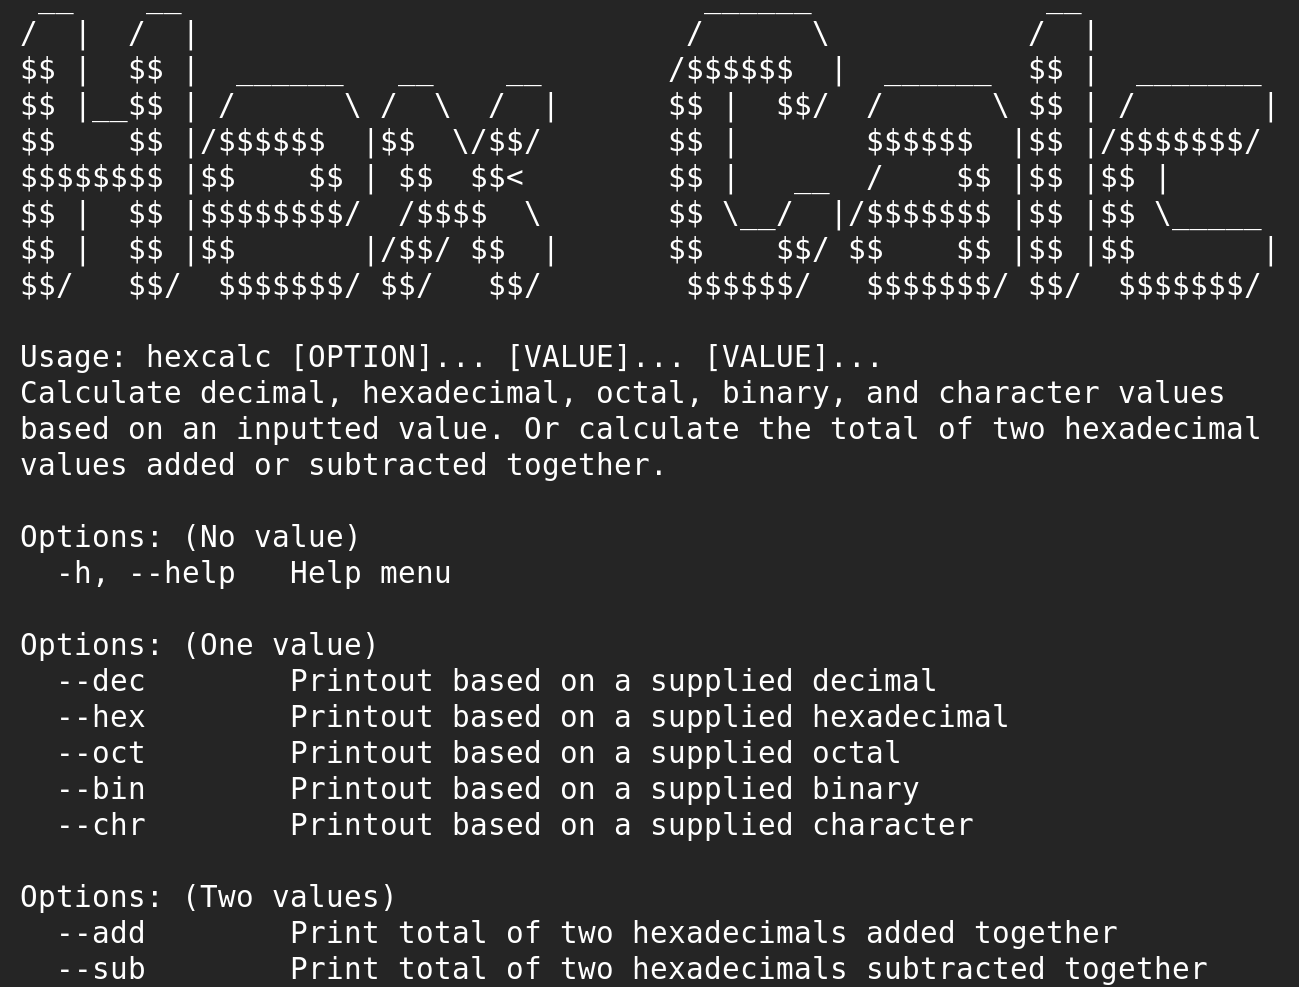 __    __                             ______             __
 /  |  /  |                           /      \           /  |
 $$ |  $$ |  ______   __    __       /$$$$$$  |  ______  $$ |  _______
 $$ |__$$ | /      \ /  \  /  |      $$ |  $$/  /      \ $$ | /       |
 $$    $$ |/$$$$$$  |$$  \/$$/       $$ |       $$$$$$  |$$ |/$$$$$$$/
 $$$$$$$$ |$$    $$ | $$  $$<        $$ |   __  /    $$ |$$ |$$ |
 $$ |  $$ |$$$$$$$$/  /$$$$  \       $$ \__/  |/$$$$$$$ |$$ |$$ \_____
 $$ |  $$ |$$       |/$$/ $$  |      $$    $$/ $$    $$ |$$ |$$       |
 $$/   $$/  $$$$$$$/ $$/   $$/        $$$$$$/   $$$$$$$/ $$/  $$$$$$$/
Usage: hexcalc [OPTION]... [VALUE]... [VALUE]...
Calculate decimal, hexadecimal, octal, binary, and character values
based on an inputted value. Or calculate the total of two hexadecimal
values added or subtracted together.
Options: (No value)
  -h, --help   Help menu
Options: (One value)
  --dec        Printout based on a supplied decimal
  --hex        Printout based on a supplied hexadecimal
  --oct        Printout based on a supplied octal
  --bin        Printout based on a supplied binary
  --chr        Printout based on a supplied character
Options: (Two values)
  --add        Print total of two hexadecimals added together
  --sub        Print total of two hexadecimals subtracted together